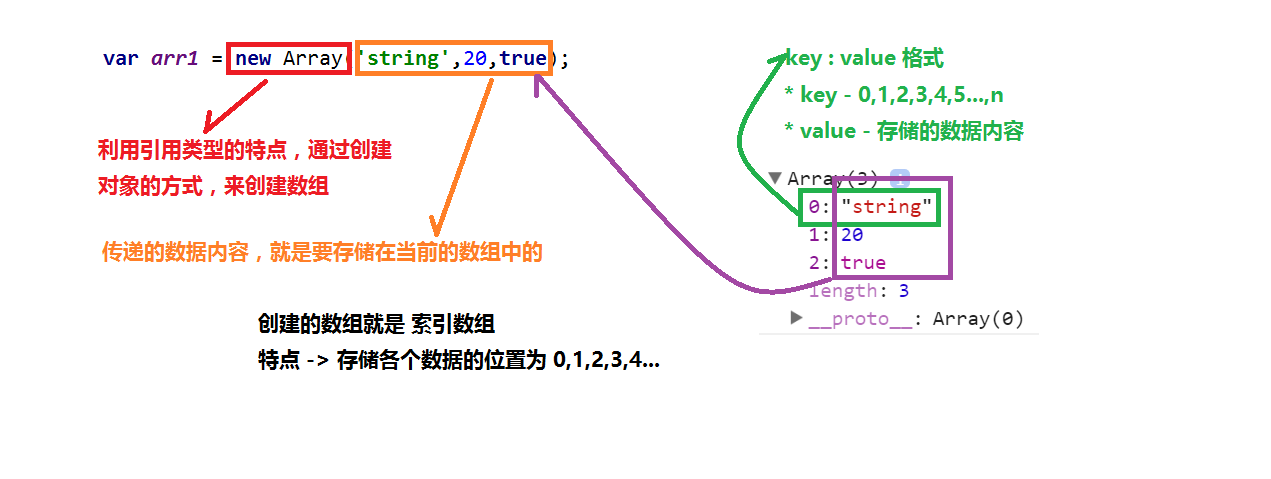 var arr1 = new Array('string',20,true);
利用引用类型的特点，通过创建
对象的方式，来创建数组
传递的数据内容，就是要存储在当前的数组中的
创建的数组就是 索引数组
特点 -> 存储各个数据的位置为 0,1,2,3,4...
key : value 格式
* key - 0,1,2,3,4,5...,n
* value - 存储的数据内容
▼ Array(3) i
0: "string"
1: 20
2: true
length: 3
▶ __proto__: Array(0)